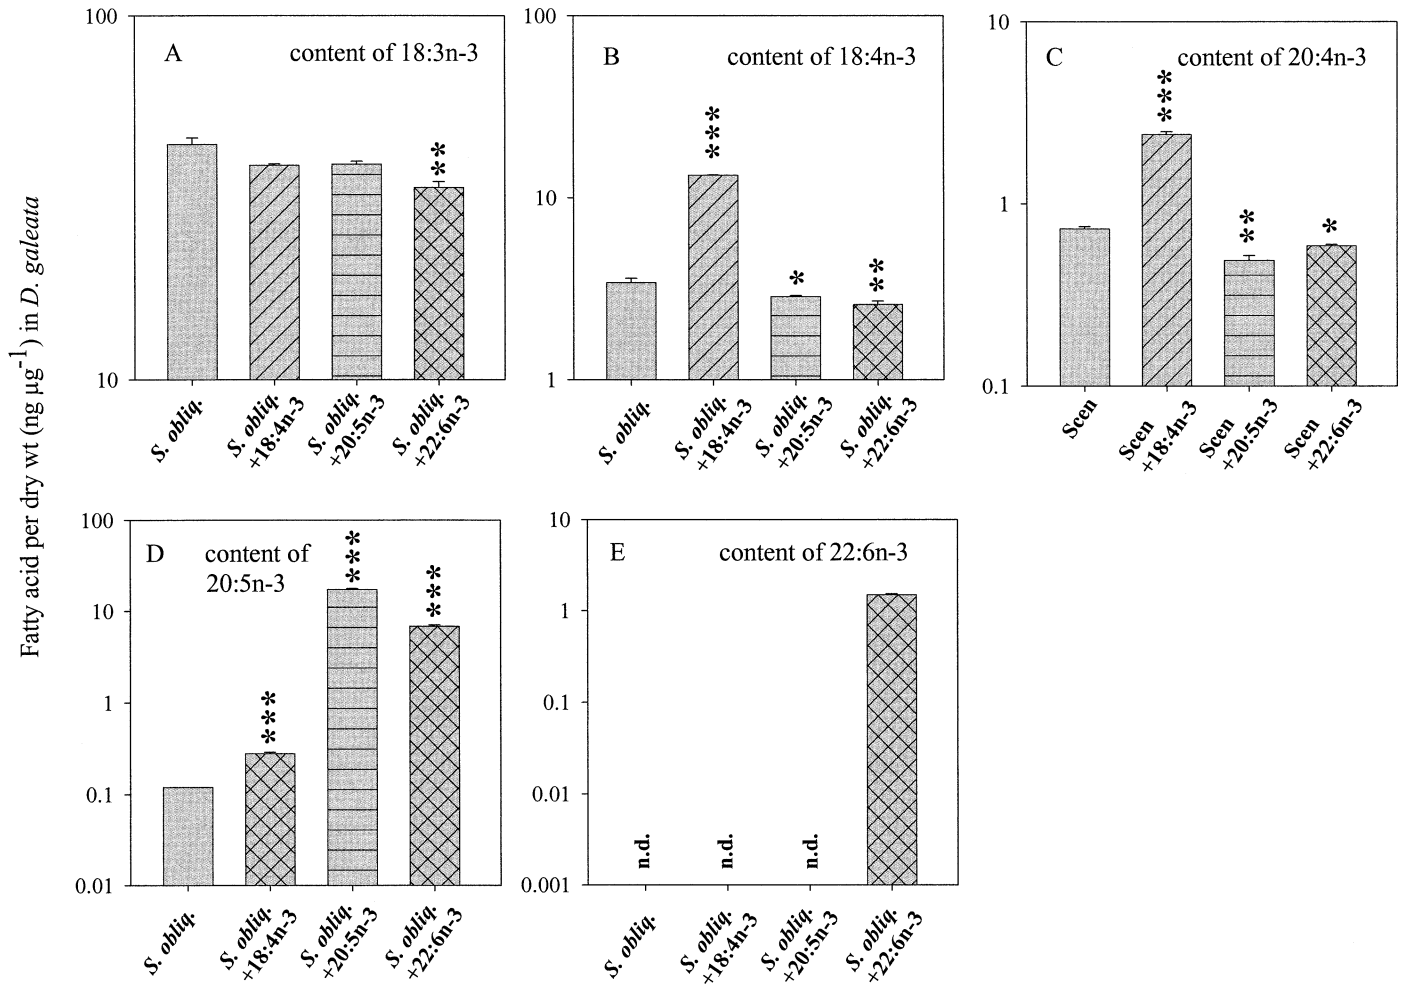 Fatty acid per dry wt (ng µg⁻¹) in D. galeata
100
10
A
content of 18:3n-3
**
S. obliq.
S. obliq.
+18:4n-3
S. obliq.
+20:5n-3
S. obliq.
+22:6n-3
100
10
1
B
content of 18:4n-3
***
*
**
S. obliq.
S. obliq.
+18:4n-3
S. obliq.
+20:5n-3
S. obliq.
+22:6n-3
10
1
0.1
C
content of 20:4n-3
***
**
*
Scen
Scen
+18:4n-3
Scen
+20:5n-3
Scen
+22:6n-3
100
10
1
0.1
0.01
D
content of
20:5n-3
***
***
***
S. obliq.
S. obliq.
+18:4n-3
S. obliq.
+20:5n-3
S. obliq.
+22:6n-3
10
1
0.1
0.01
0.001
E
content of 22:6n-3
n.d.
n.d.
n.d.
S. obliq.
S. obliq.
+18:4n-3
S. obliq.
+20:5n-3
S. obliq.
+22:6n-3